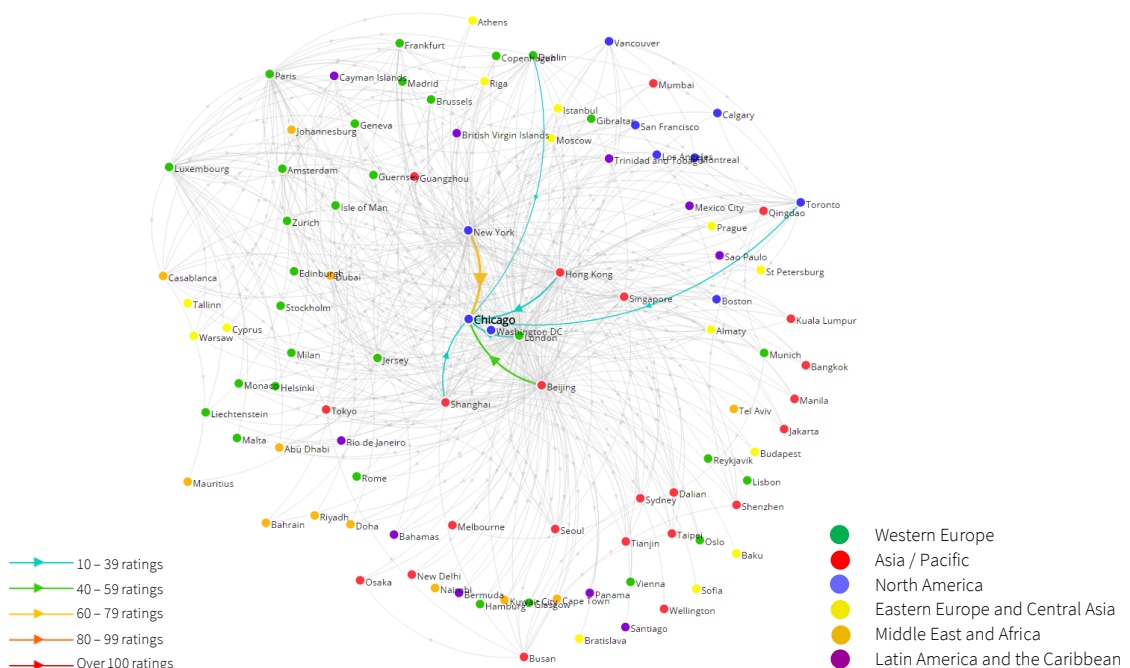 Athens
Frankfurt
Vancouver
Copenhagen
Dublin
Paris
Cayman Islands
Madrid
Riga
Mumbai
Brussels
Istanbul
Gibraltar
Calgary
Johannesburg
Geneva
British Virgin Islands
Moscow
San Francisco
Luxembourg
Amsterdam
Guernsey
Guangzhou
Trinidad and Tobago
Los Angeles
Montreal
Isle of Man
Mexico City
Qingdao
Toronto
Zurich
New York
Prague
Sao Paulo
Casablanca
Edinburgh
Dubai
Hong Kong
St Petersburg
Tallinn
Stockholm
Singapore
Boston
Cyprus
Warsaw
Chicago
Washington DC
London
Almaty
Kuala Lumpur
Milan
Jersey
Munich
Bangkok
Monaco
Helsinki
Beijing
Liechtenstein
Tokyo
Shanghai
Tel Aviv
Manila
Malta
Abu Dhabi
Rio de Janeiro
Jakarta
Budapest
Mauritius
Rome
Reykjavik
Lisbon
Sydney
Dalian
Shenzhen
Bahrain
Riyadh
Doha
Bahamas
Melbourne
Seoul
Tianjin
Taipei
Oslo
Baku
Osaka
New Delhi
Nairobi
Bermuda
Hamburg
Kuwait City
Glasgow
Cape Town
Panama
Vienna
Sofia
Wellington
Santiago
Bratislava
Busan
10 – 39 ratings
40 – 59 ratings
60 – 79 ratings
80 – 99 ratings
Over 100 ratings
Western Europe
Asia / Pacific
North America
Eastern Europe and Central Asia
Middle East and Africa
Latin America and the Caribbean